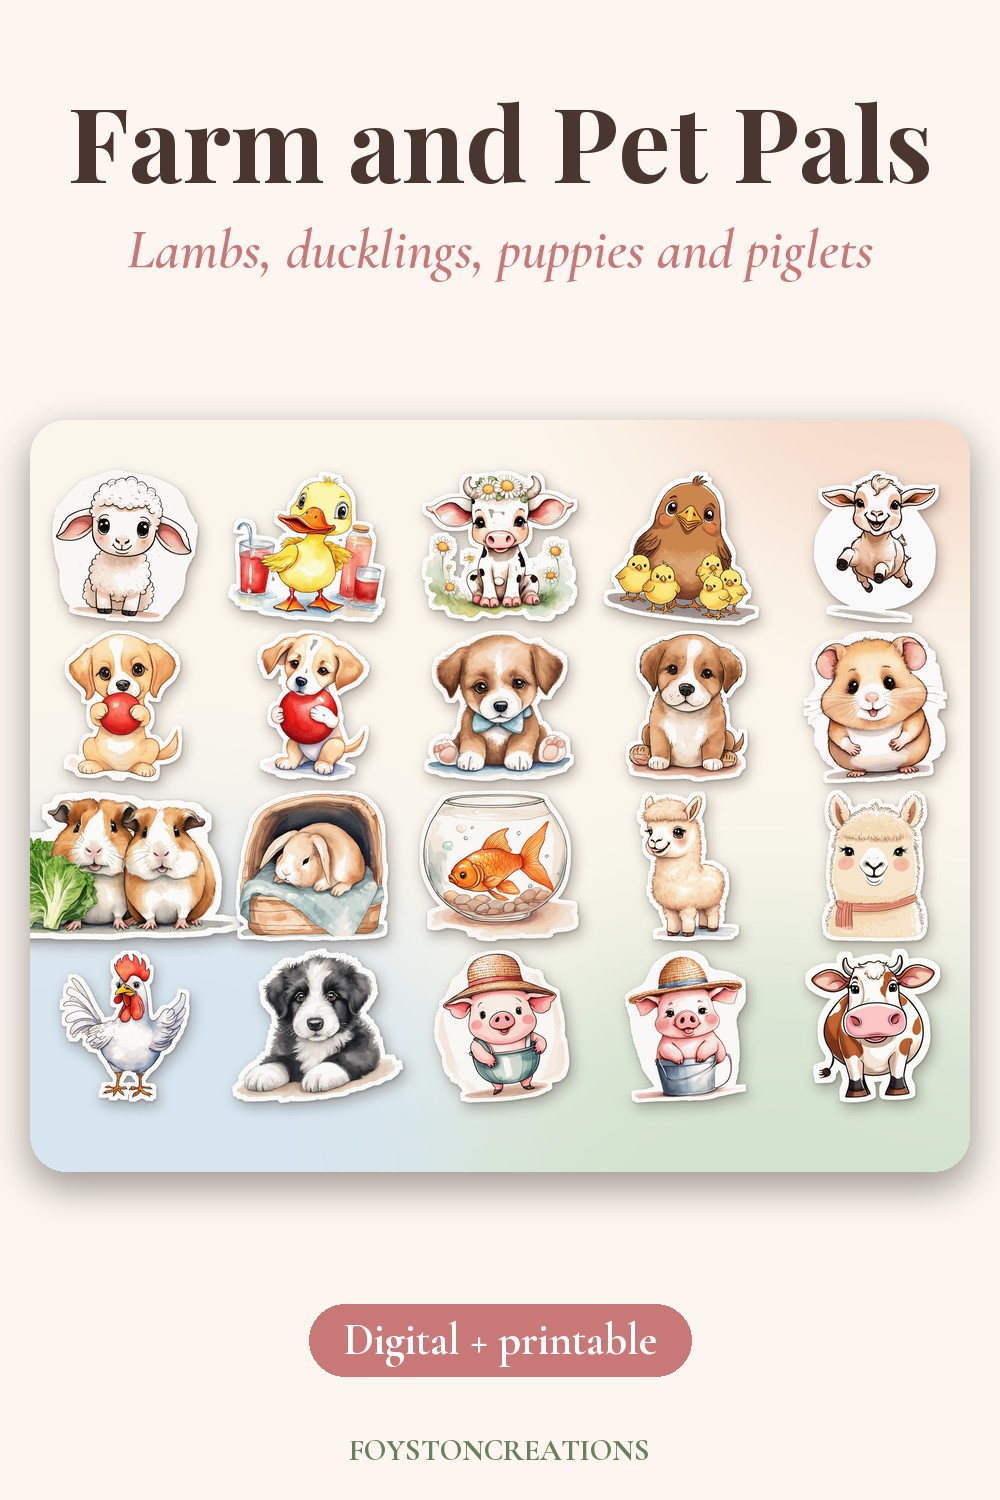 Farm and Pet Pals
Lambs, ducklings, puppies and piglets
Digital + printable
FOYSTONCREATIONS